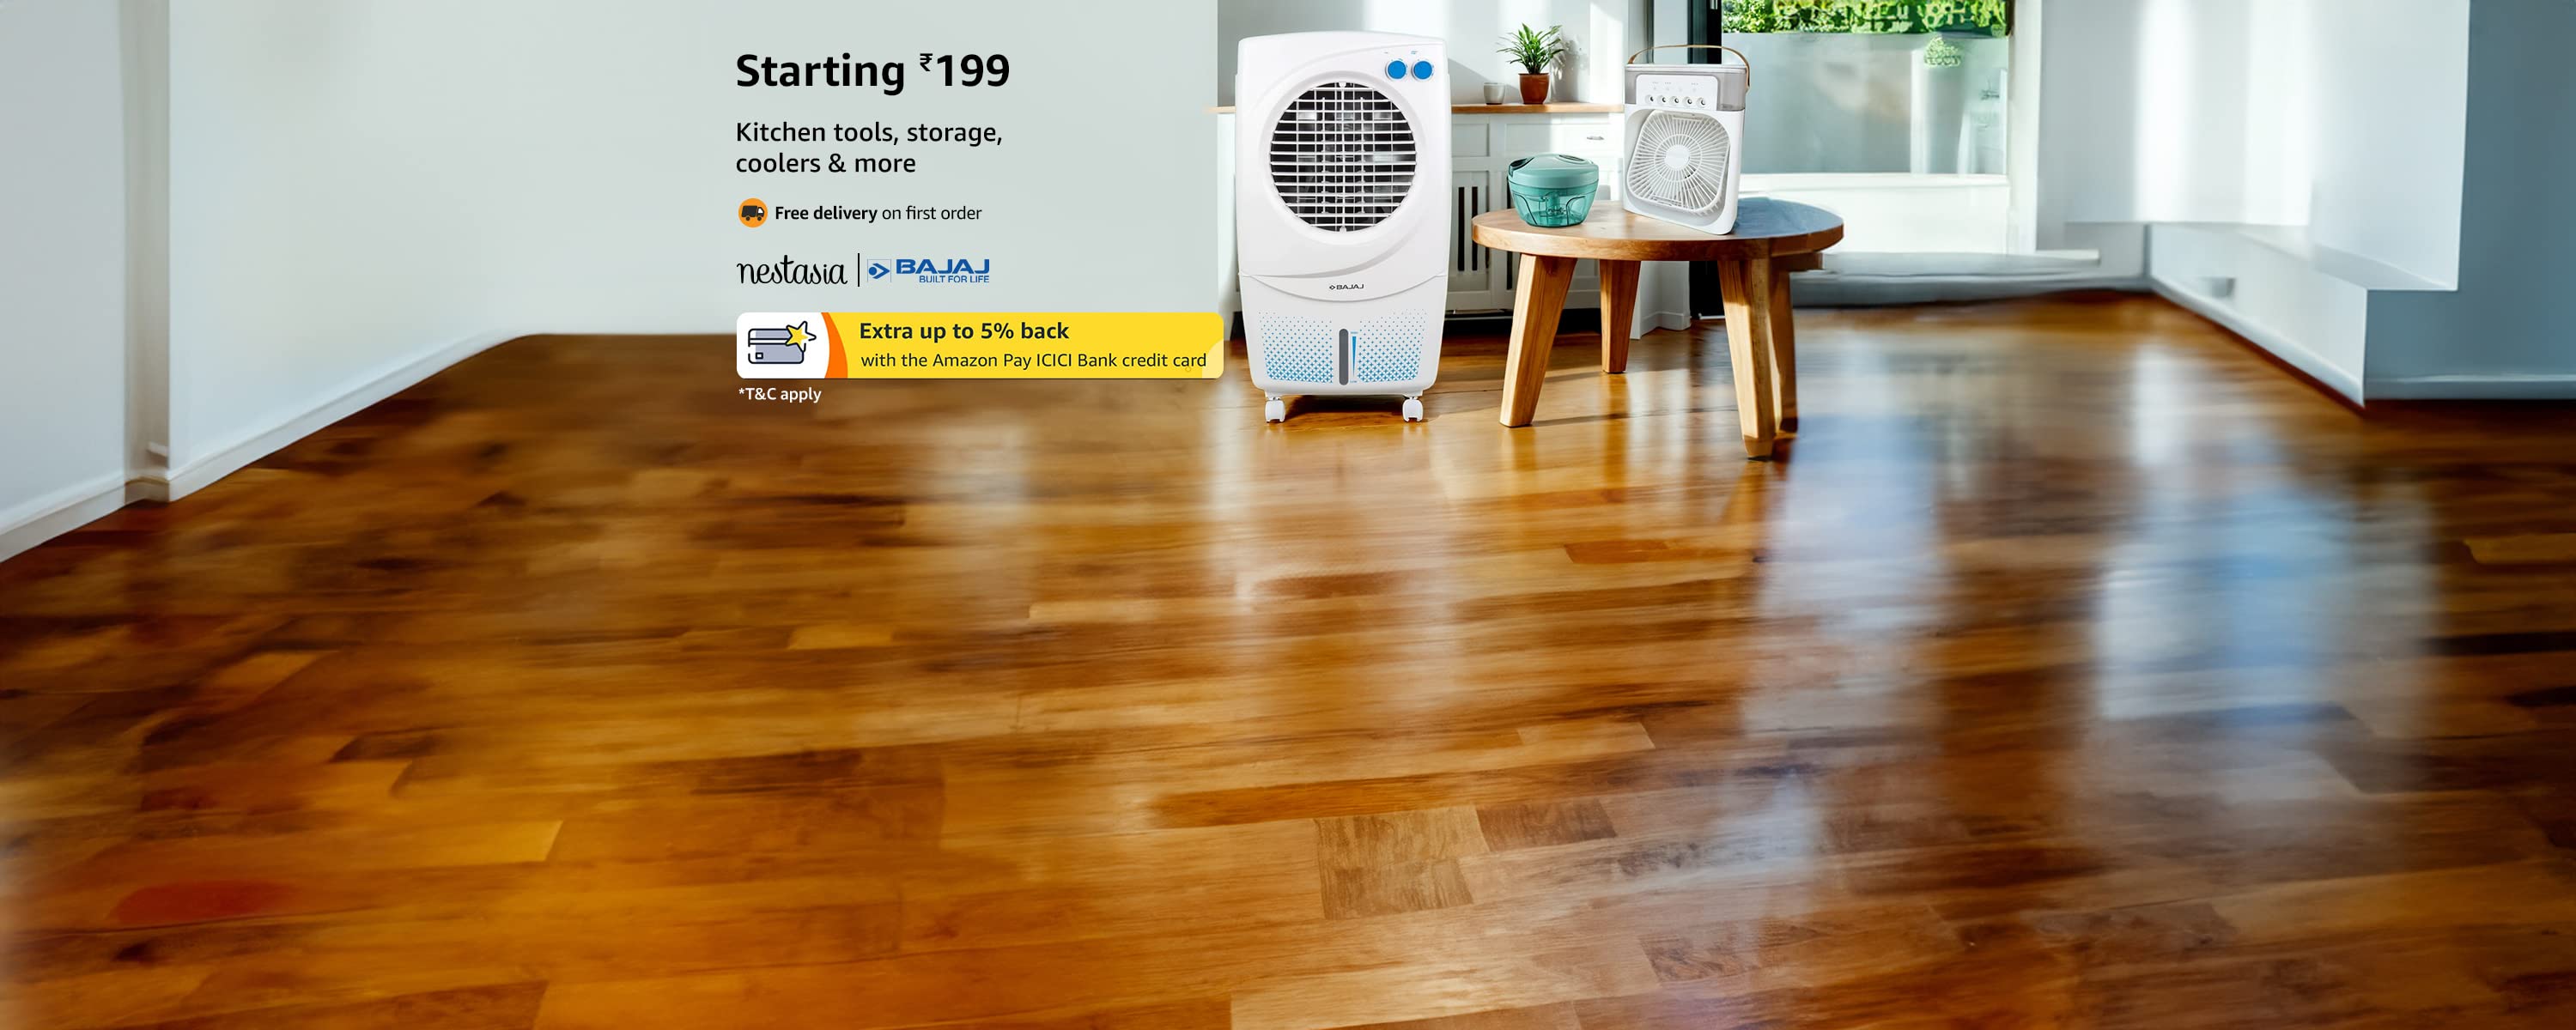 Starting ₹199
Kitchen tools, storage,
coolers & more
Free delivery on first order
nestasia | BAJAJ
BUILT FOR LIFE
Extra up to 5% back
with the Amazon Pay ICICI Bank credit card
*T&C apply
BAJAJ